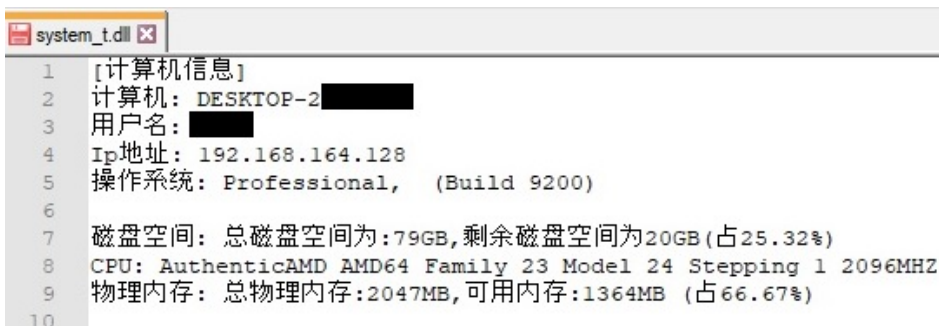 system_t.dll
1 [计算机信息]
2 计算机: DESKTOP-2
3 用户名:
4 Ip地址: 192.168.164.128
5 操作系统: Professional, (Build 9200)
6
7 磁盘空间: 总磁盘空间为:79GB,剩余磁盘空间为20GB(占25.32%)
8 CPU: AuthenticAMD AMD64 Family 23 Model 24 Stepping 1 2096MHZ
9 物理内存: 总物理内存:2047MB,可用内存:1364MB (占66.67%)
10